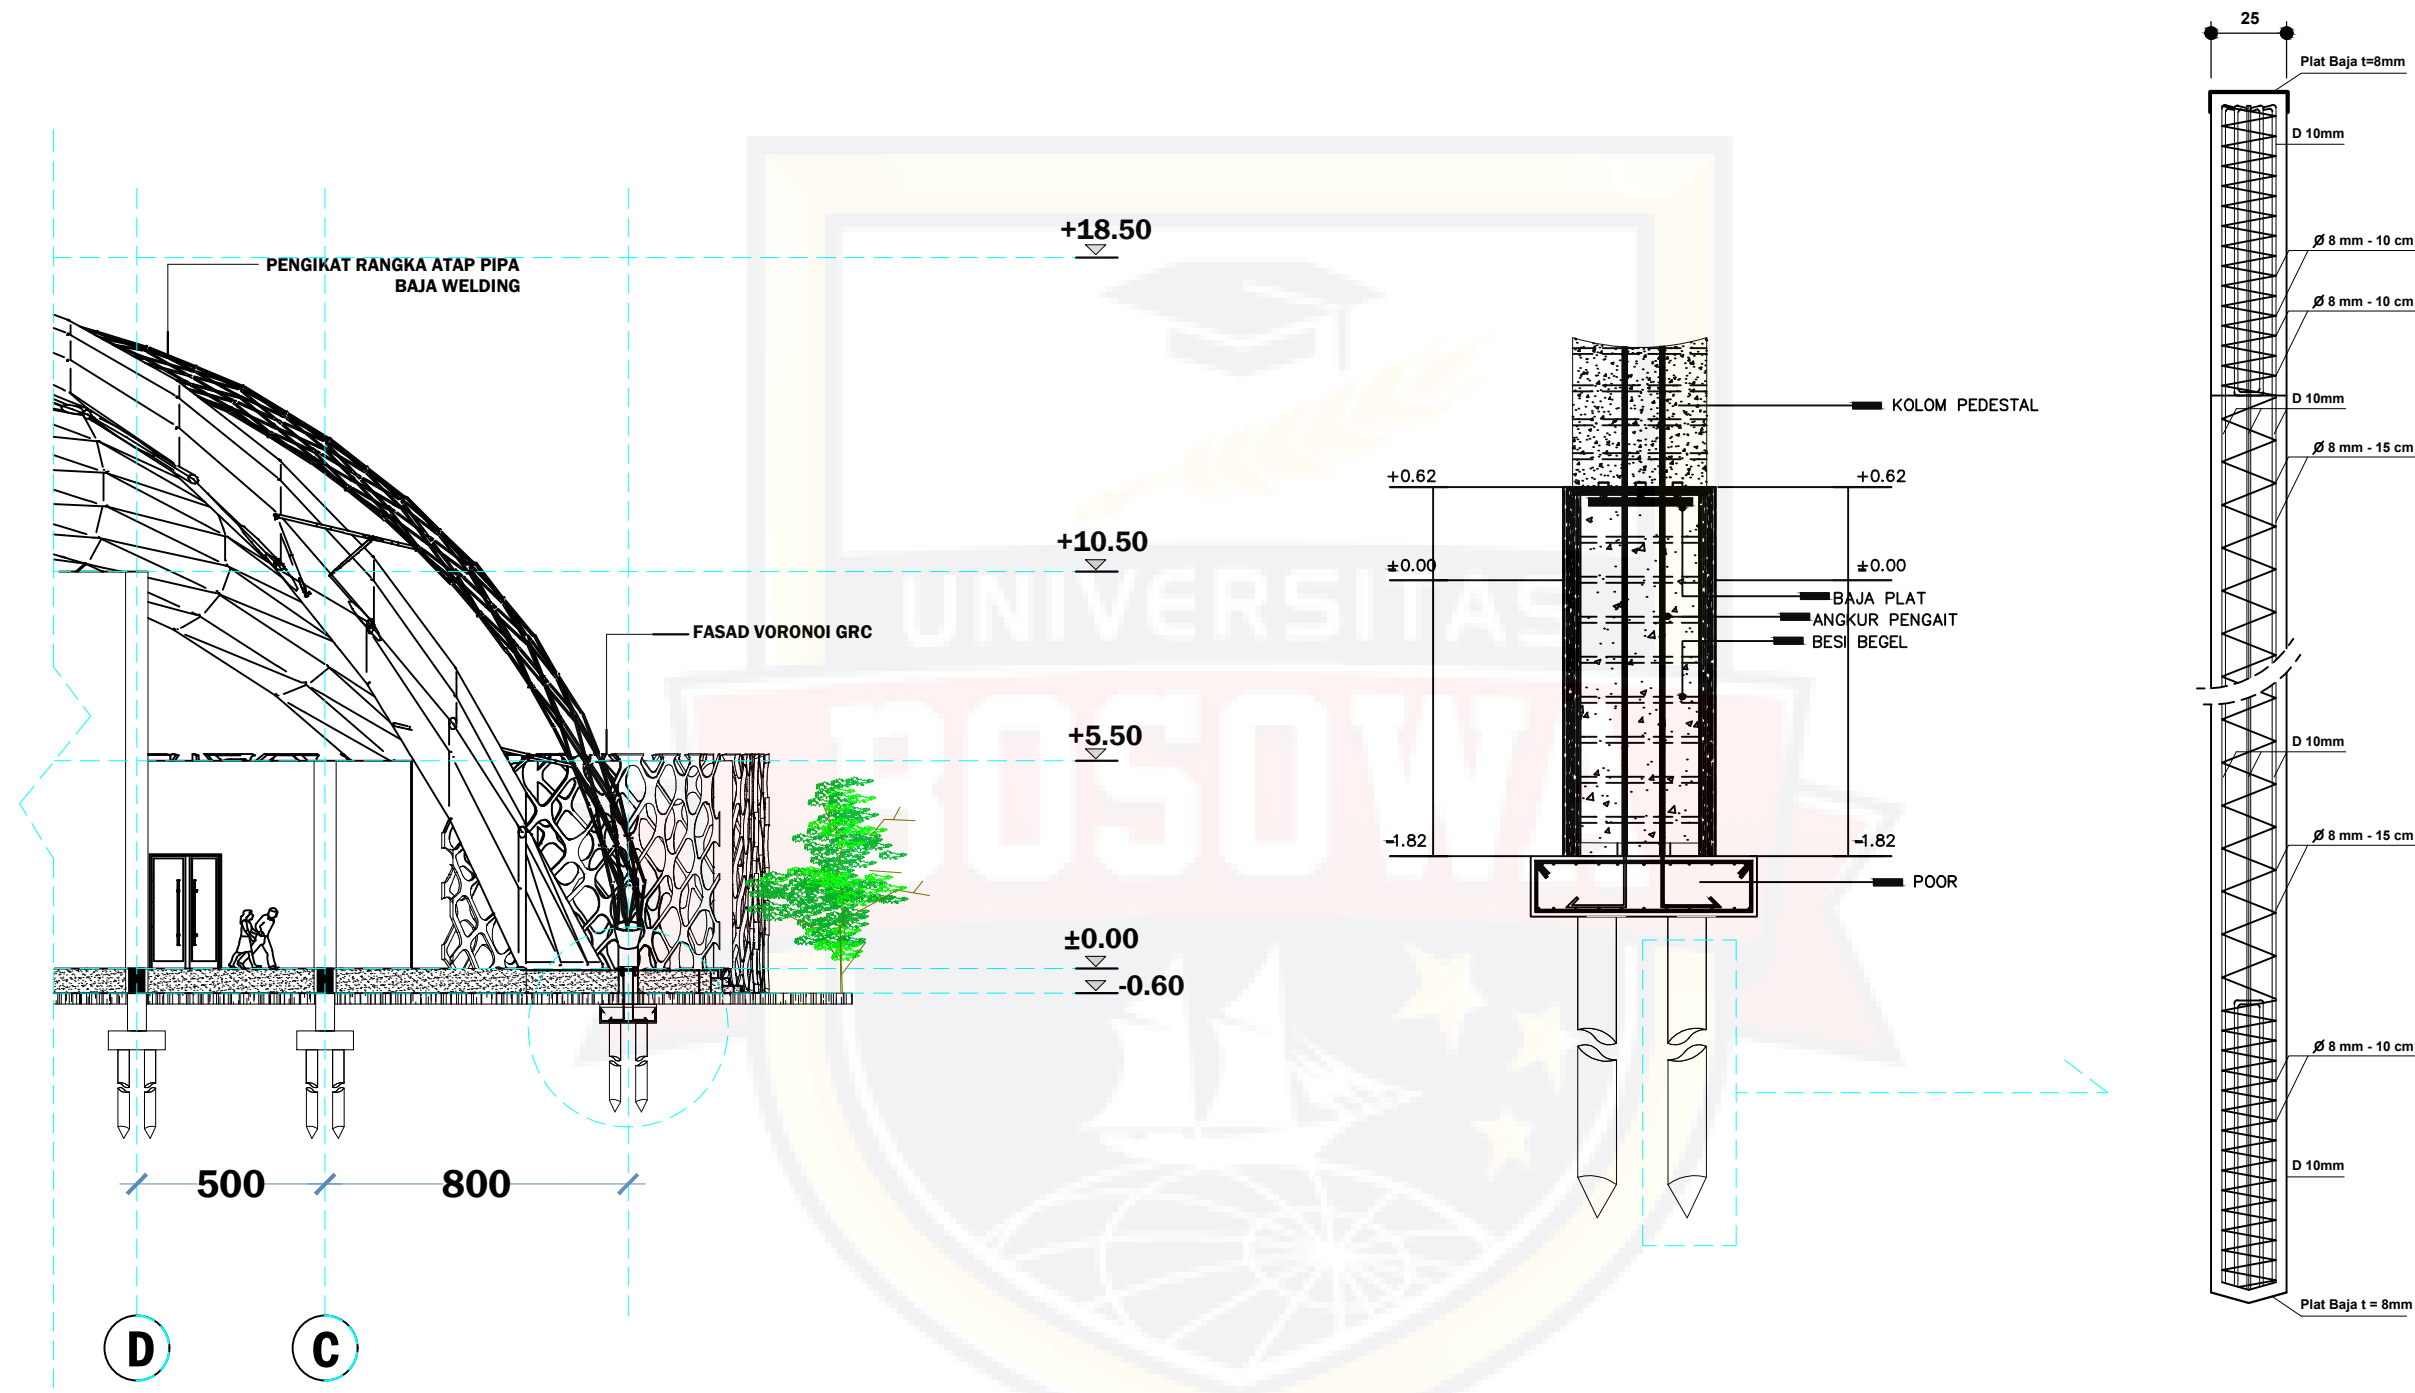 25
Plat Baja t=8mm
D 10mm
+18.50
Ø 8 mm - 10 cm
PENGIKAT RANGKA ATAP PIPA
BAJA WELDING
Ø 8 mm - 10 cm
D 10mm
KOLOM PEDESTAL
Ø 8 mm - 15 cm
+0.62
+0.62
+10.50
±0.00
±0.00
UNIVERSITAS
BAJA PLAT
ANGKUR PENGAIT
FASAD VORONOI GRC
BESI BEGEL
BOSOWA
+5.50
D 10mm
Ø 8 mm - 15 cm
-1.82
-1.82
POOR
±0.00
-0.60
Ø 8 mm - 10 cm
D 10mm
500
800
Plat Baja t = 8mm
D
C